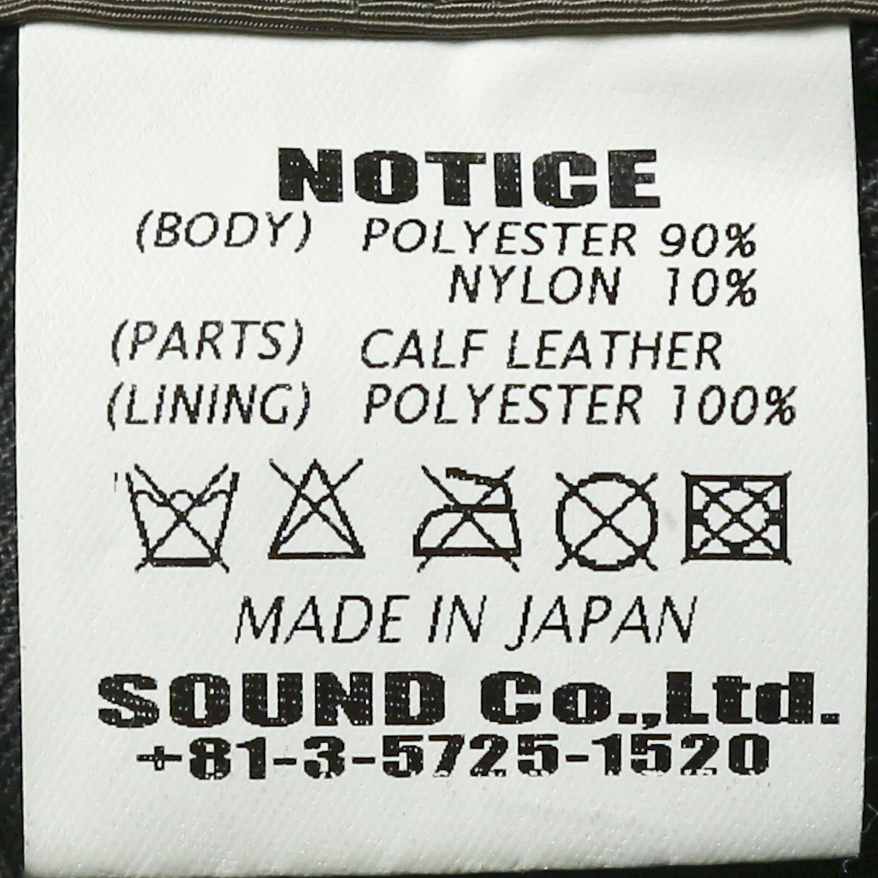 NOTICE
(BODY) POLYESTER 90%
NYLON 10%
(PARTS) CALF LEATHER
(LINING) POLYESTER 100%
MADE IN JAPAN
SOUND Co.,Ltd.
+81-3-5725-1520